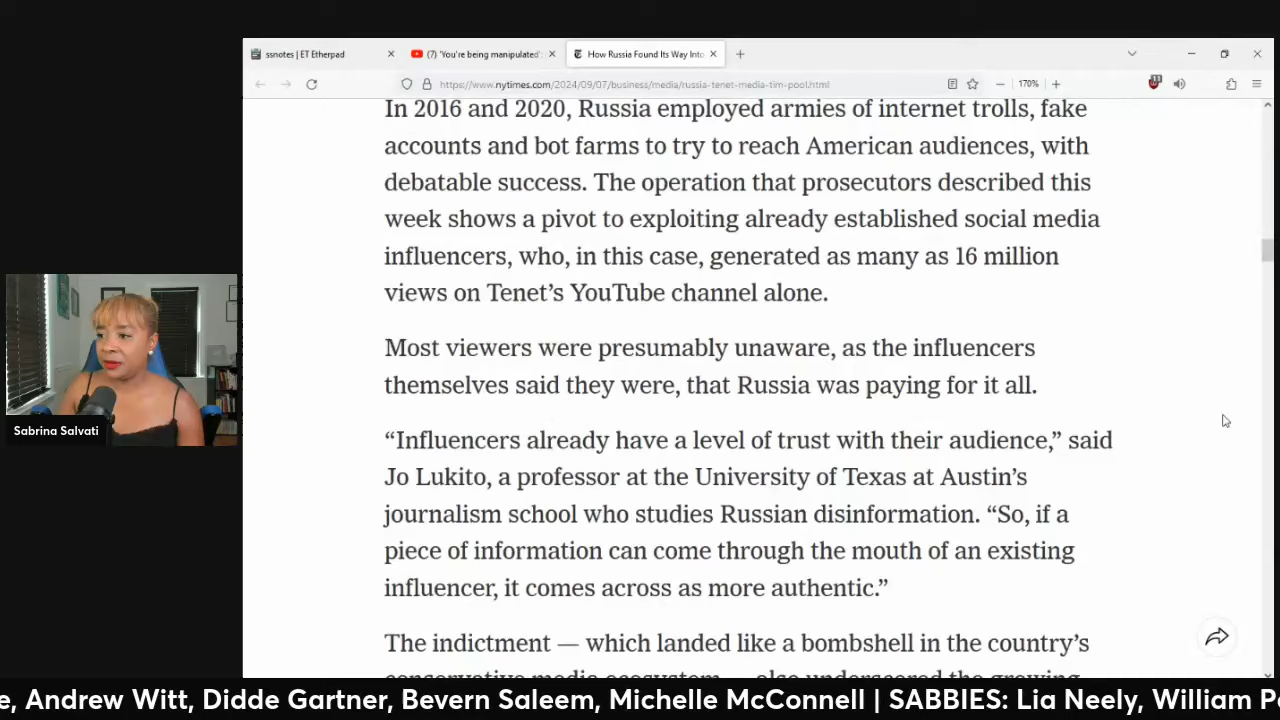 ssnotes | ET Etherpad
(7) 'You're being manipulated'
How Russia Found Its Way Into
https://www.nytimes.com/2024/09/07/business/media/russia-tenet-media-tim-pool.html
170%
In 2016 and 2020, Russia employed armies of internet trolls, fake
accounts and bot farms to try to reach American audiences, with
debatable success. The operation that prosecutors described this
week shows a pivot to exploiting already established social media
influencers, who, in this case, generated as many as 16 million
views on Tenet’s YouTube channel alone.
Most viewers were presumably unaware, as the influencers
themselves said they were, that Russia was paying for it all.
“Influencers already have a level of trust with their audience,” said
Jo Lukito, a professor at the University of Texas at Austin’s
journalism school who studies Russian disinformation. “So, if a
piece of information can come through the mouth of an existing
influencer, it comes across as more authentic.”
The indictment — which landed like a bombshell in the country’s
conservative media ecosystem — also underscored the growing
Sabrina Salvati
e, Andrew Witt, Didde Gartner, Bevern Saleem, Michelle McConnell | SABBIES: Lia Neely, William Pe